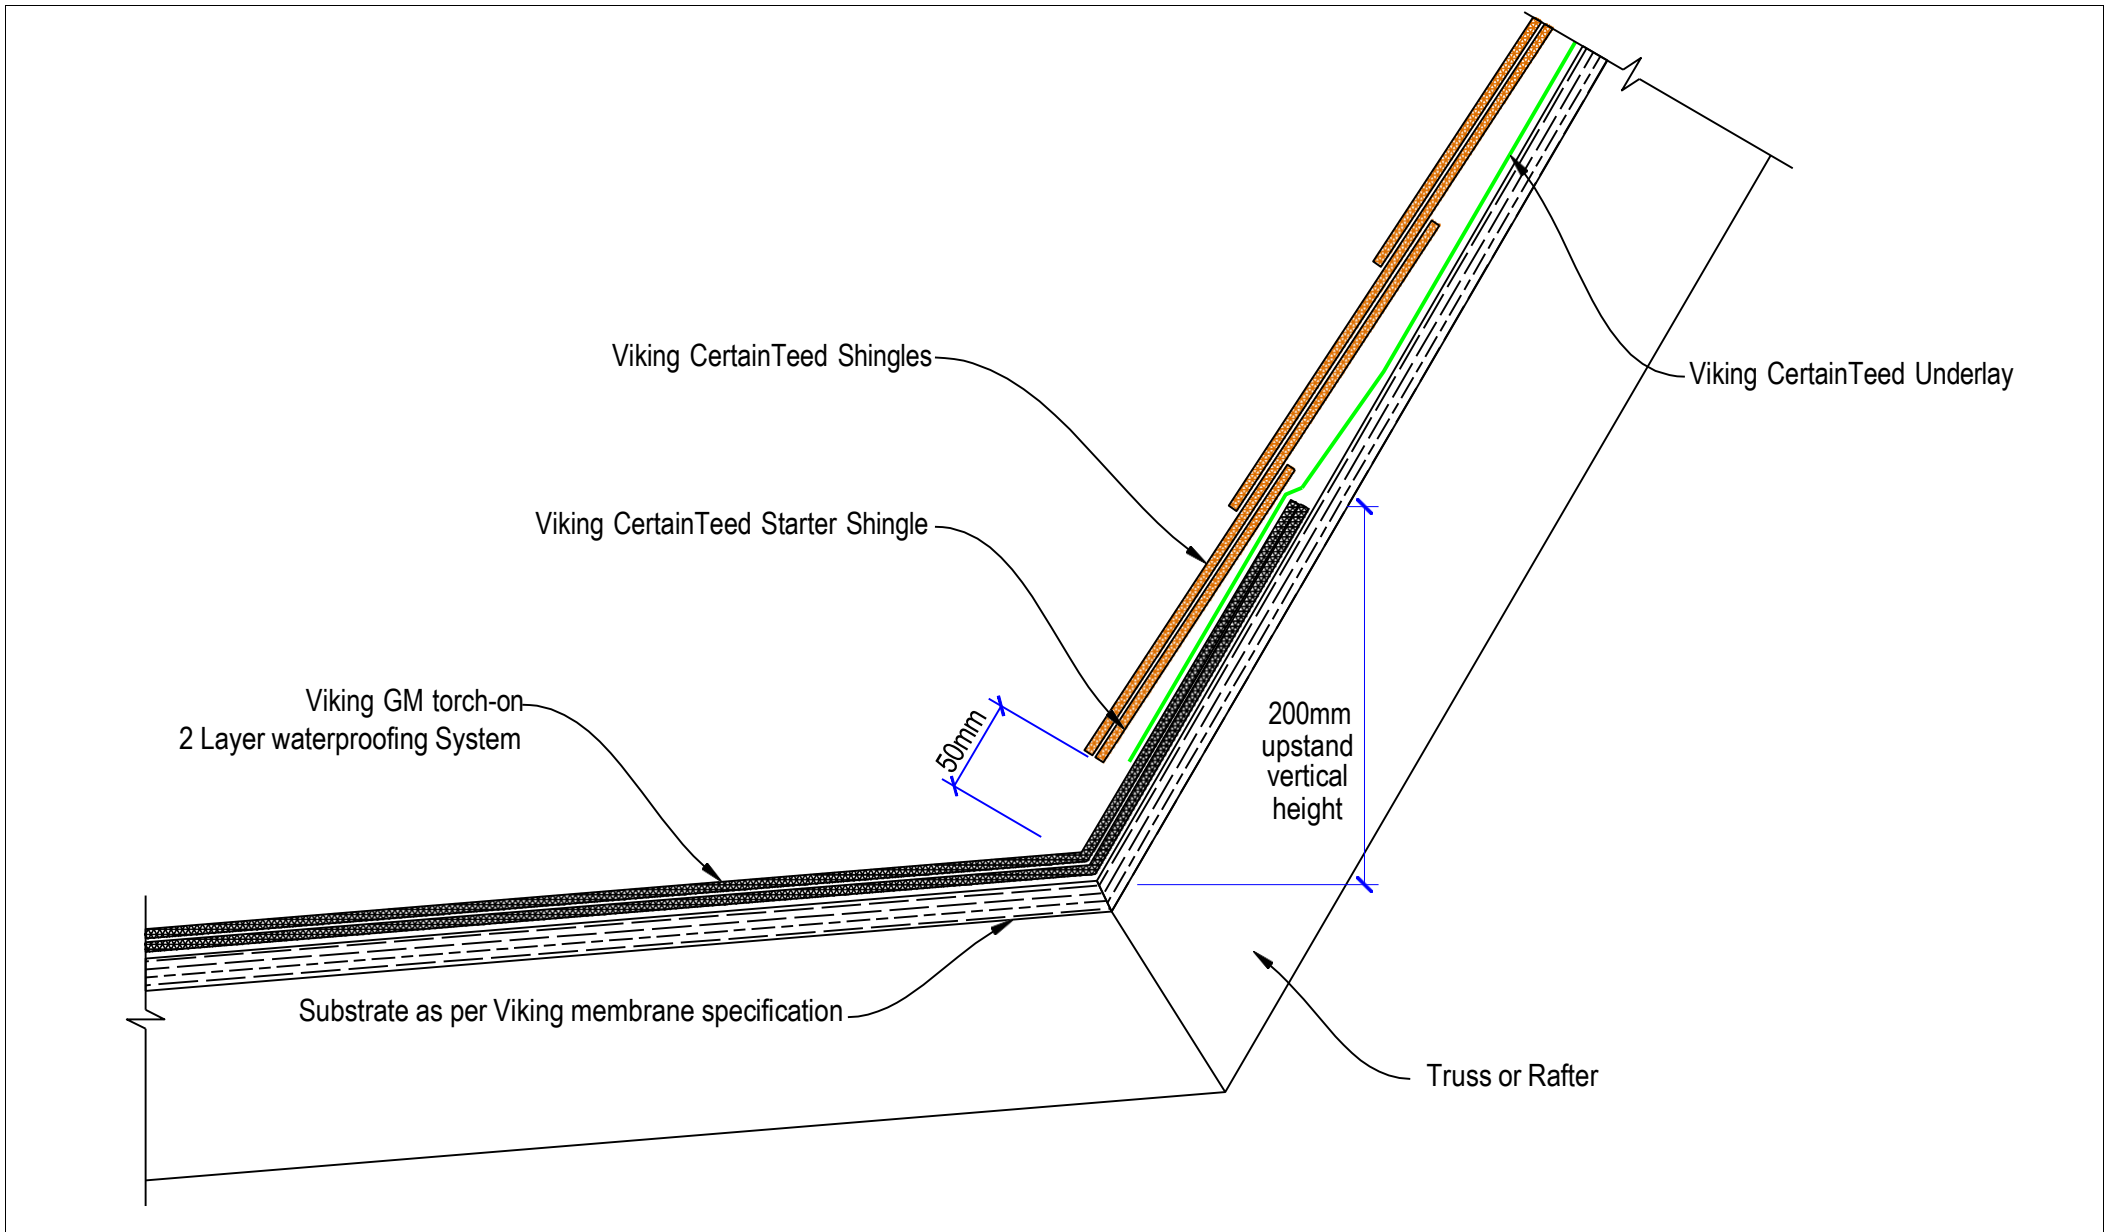 Viking CertainTeed Shingles
Viking CertainTeed Underlay
Viking CertainTeed Starter Shingle
Viking GM torch-on
2 Layer waterproofing System
50mm
200mm
upstand
vertical
height
Substrate as per Viking membrane specification
Truss or Rafter